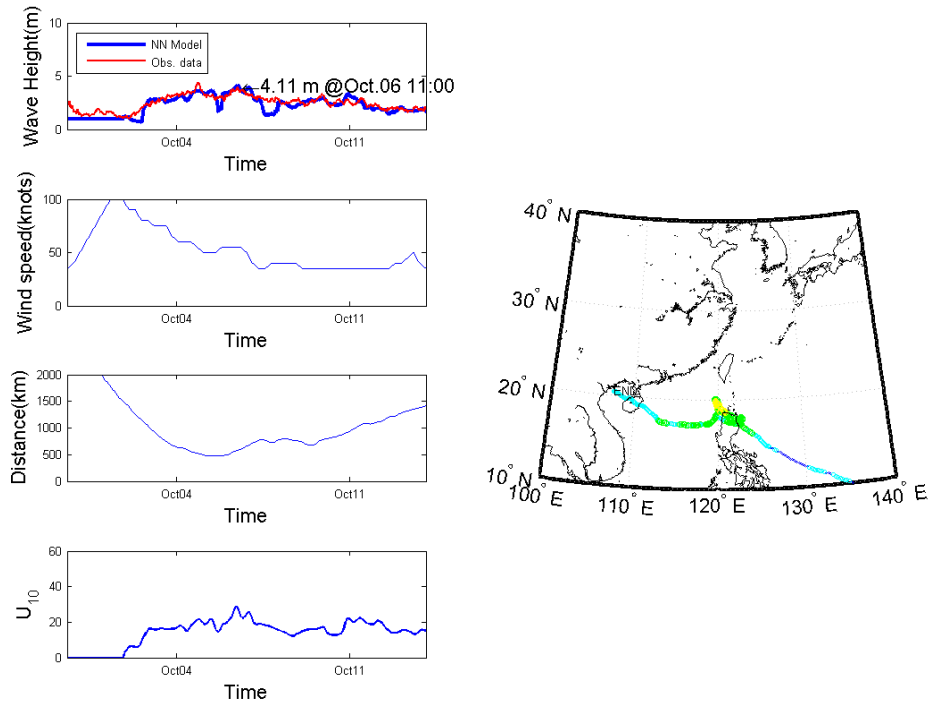 10
5
0
Wave Height(m)
NN Model
Obs. data
4.11 m @Oct.06 11:00
Oct04
Oct11
Time
100
50
0
Wind speed(knots)
Oct04
Oct11
Time
2000
1500
1000
500
0
Distance(km)
Oct04
Oct11
Time
60
40
20
0
U10
Oct04
Oct11
Time
40° N
30° N
20° N
10° N
END
100° E
110° E
120° E
130° E
140° E